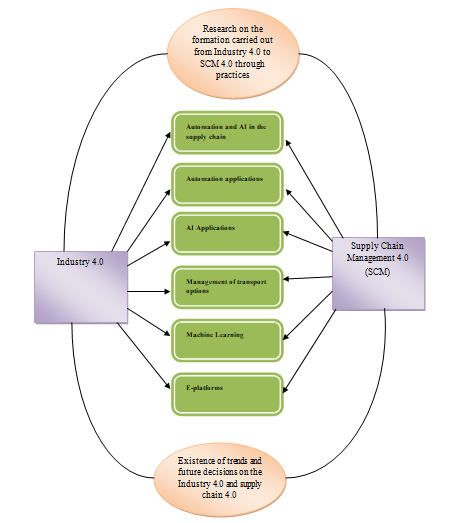 Research on the
formation carried out
from Industry 4.0 to
SCM 4.0 through
practices
Automation and AI in the
supply chain
Automation applications
AI Applications
Industry 4.0
Supply Chain
Management 4.0
(SCM)
Management of transport
options
Machine Learning
E-platforms
Existence of trends and
future decisions on the
Industry 4.0 and supply
chain 4.0